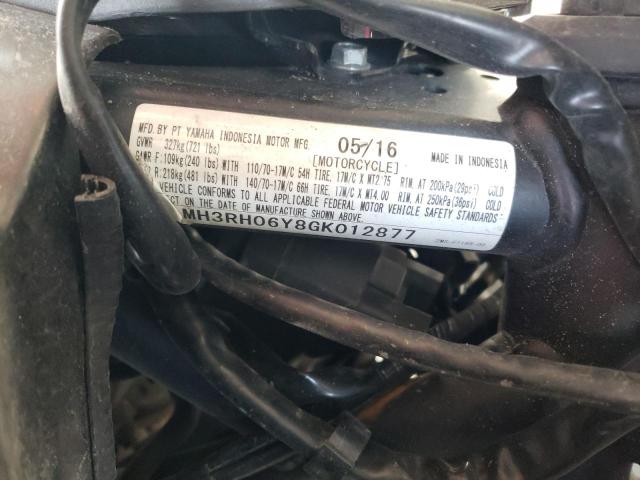 MFD. BY PT YAMAHA INDONESIA MOTOR MFG. 05/16 MADE IN INDONESIA
GVWR 327kg(721 lbs) [MOTORCYCLE]
F: 109kg(240 lbs) WITH 110/70-17M/C 54H TIRE, 17M/C X MT2.75 RIM, AT 200kPa(29psi) COLD
R: 218kg(481 lbs) WITH 140/70-17M/C 66H TIRE, 17M/C X MT4.00 RIM, AT 250kPa(36psi) COLD
VEHICLE CONFORMS TO ALL APPLICABLE FEDERAL MOTOR VEHICLE SAFETY STANDARDS
ECT ON THE DATE OF MANUFACTURE SHOWN ABOVE.
MH3RH06Y8GK012877